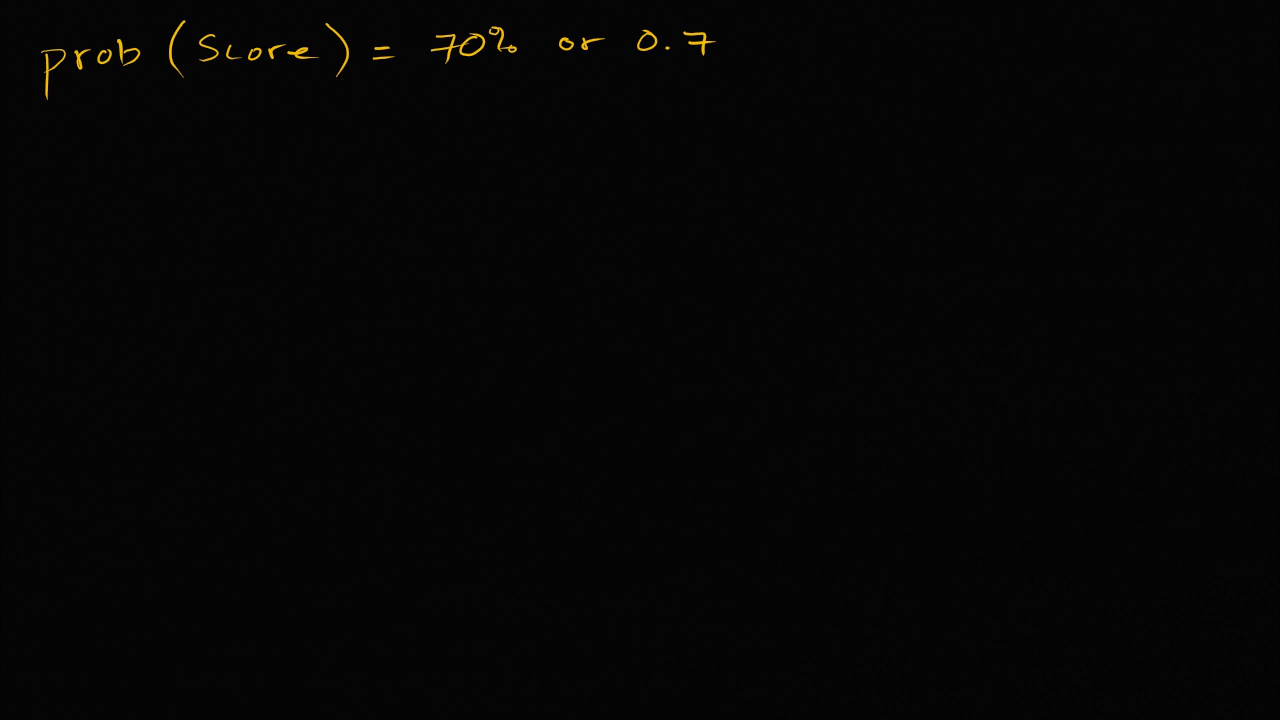 prob (Score) = 70% or 0.7